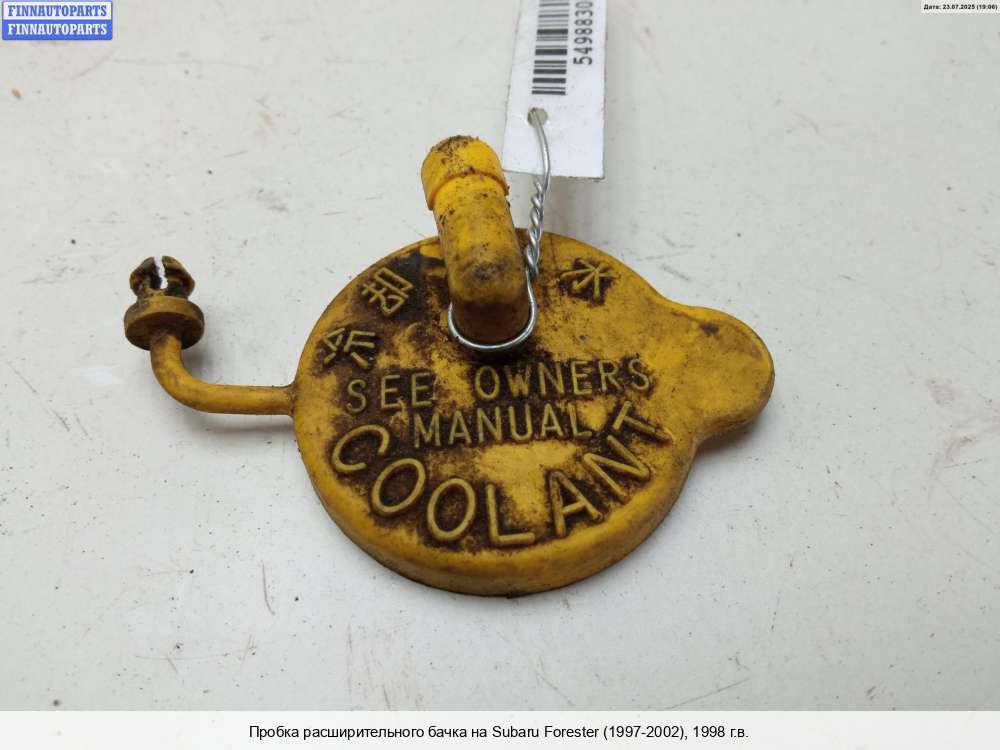 FINNAUTOPARTS
FINNAUTOPARTS
Дата: 23.07.2025 (19:06)
5498830
冷却水
SEE OWNERS
MANUAL
COOLANT
Пробка расширительного бачка на Subaru Forester (1997-2002), 1998 г.в.